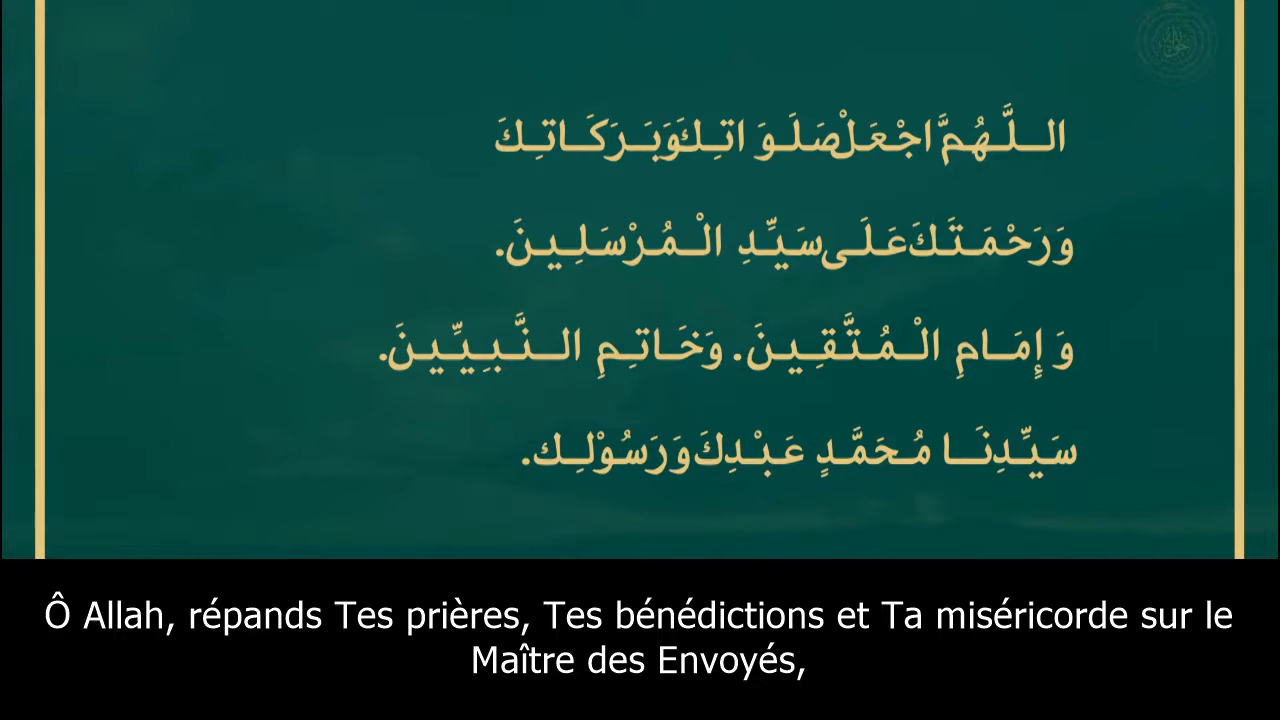 اللَّهُمَّ اجْعَلْ صَلَوَاتِكَ وَبَرَكَاتِكَ
وَرَحْمَتَكَ عَلَى سَيِّدِ الْمُرْسَلِينَ.
وَإِمَامِ الْمُتَّقِينَ. وَخَاتِمِ النَّبِيِّينَ.
سَيِّدِنَا مُحَمَّدٍ عَبْدِكَ وَرَسُوْلِك.
Ô Allah, répands Tes prières, Tes bénédictions et Ta miséricorde sur le
Maître des Envoyés,